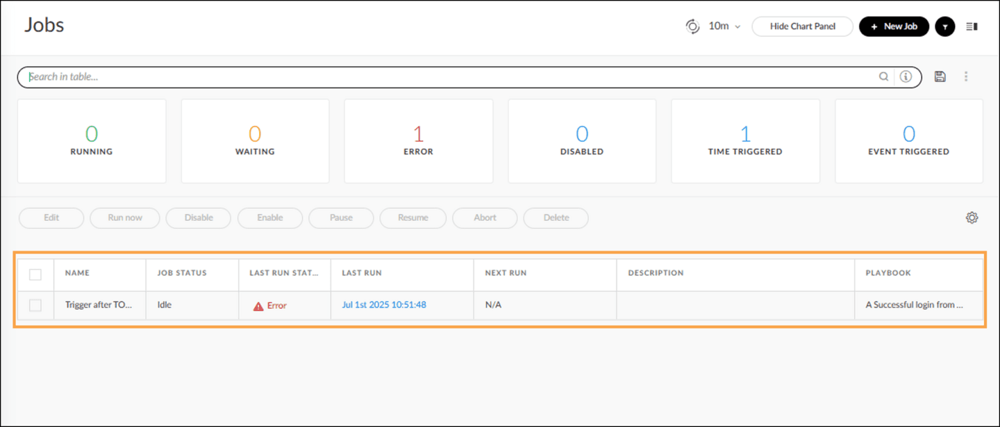 Jobs
10m
Hide Chart Panel
+ New Job
Search in table...
0
RUNNING
0
WAITING
1
ERROR
0
DISABLED
1
TIME TRIGGERED
0
EVENT TRIGGERED
Edit
Run now
Disable
Enable
Pause
Resume
Abort
Delete
NAME
JOB STATUS
LAST RUN STAT...
LAST RUN
NEXT RUN
DESCRIPTION
PLAYBOOK
Trigger after TO...
Idle
Error
Jul 1st 2025 10:51:48
N/A
A Successful login from ...